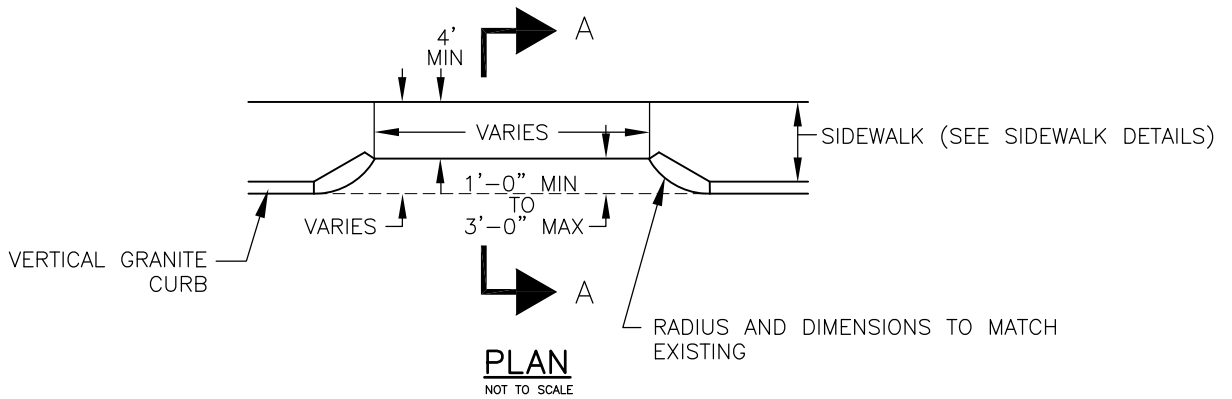 A
4'
MIN
VARIES
SIDEWALK (SEE SIDEWALK DETAILS)
1'-0" MIN
TO
3'-0" MAX
VARIES
VERTICAL GRANITE
CURB
A
RADIUS AND DIMENSIONS TO MATCH
EXISTING
PLAN
NOT TO SCALE